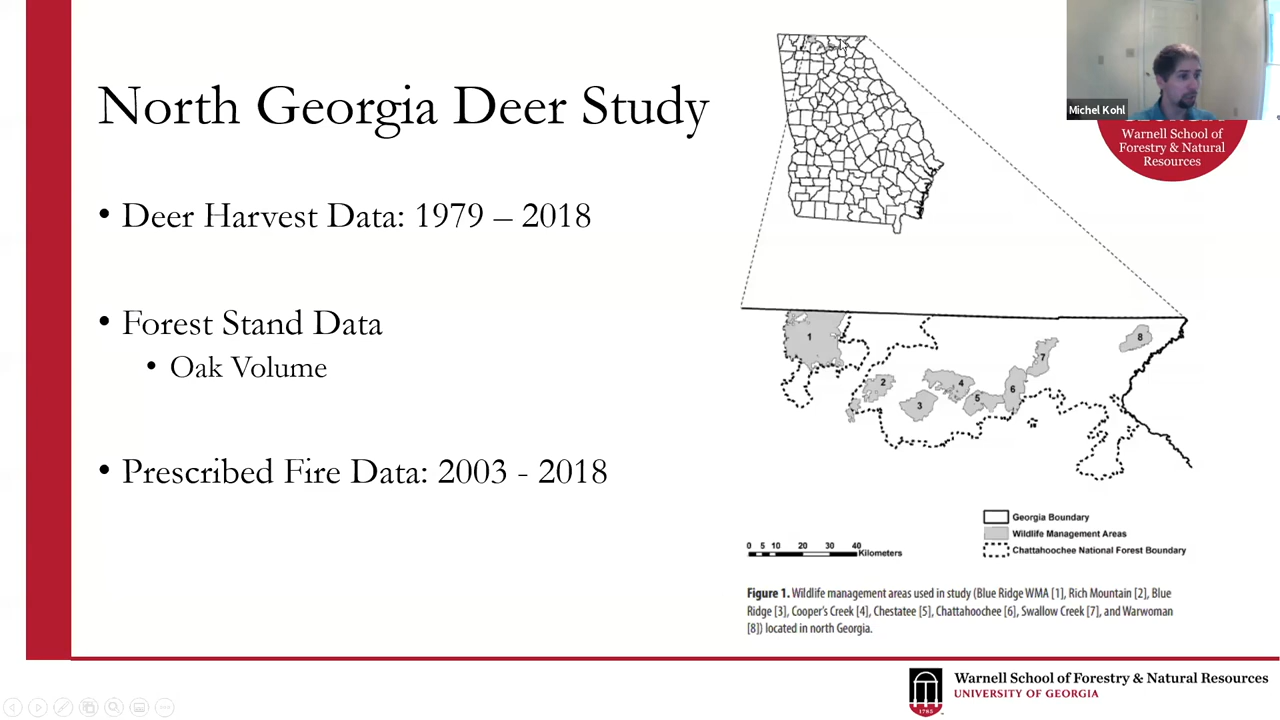 North Georgia Deer Study
• Deer Harvest Data: 1979 – 2018
• Forest Stand Data
• Oak Volume
• Prescribed Fire Data: 2003 - 2018
Michel Kohl
Warnell School of
Forestry & Natural
Resources
1
2
3
4
5
6
7
8
Georgia Boundary
Wildlife Management Areas
Chattahoochee National Forest Boundary
0 5 10 20 30 40
Kilometers
Figure 1. Wildlife management areas used in study (Blue Ridge WMA [1], Rich Mountain [2], Blue
Ridge [3], Cooper's Creek [4], Chestatee [5], Chattahoochee [6], Swallow Creek [7], and Warwoman
[8]) located in north Georgia.
1785
Warnell School of Forestry & Natural Resources
UNIVERSITY OF GEORGIA